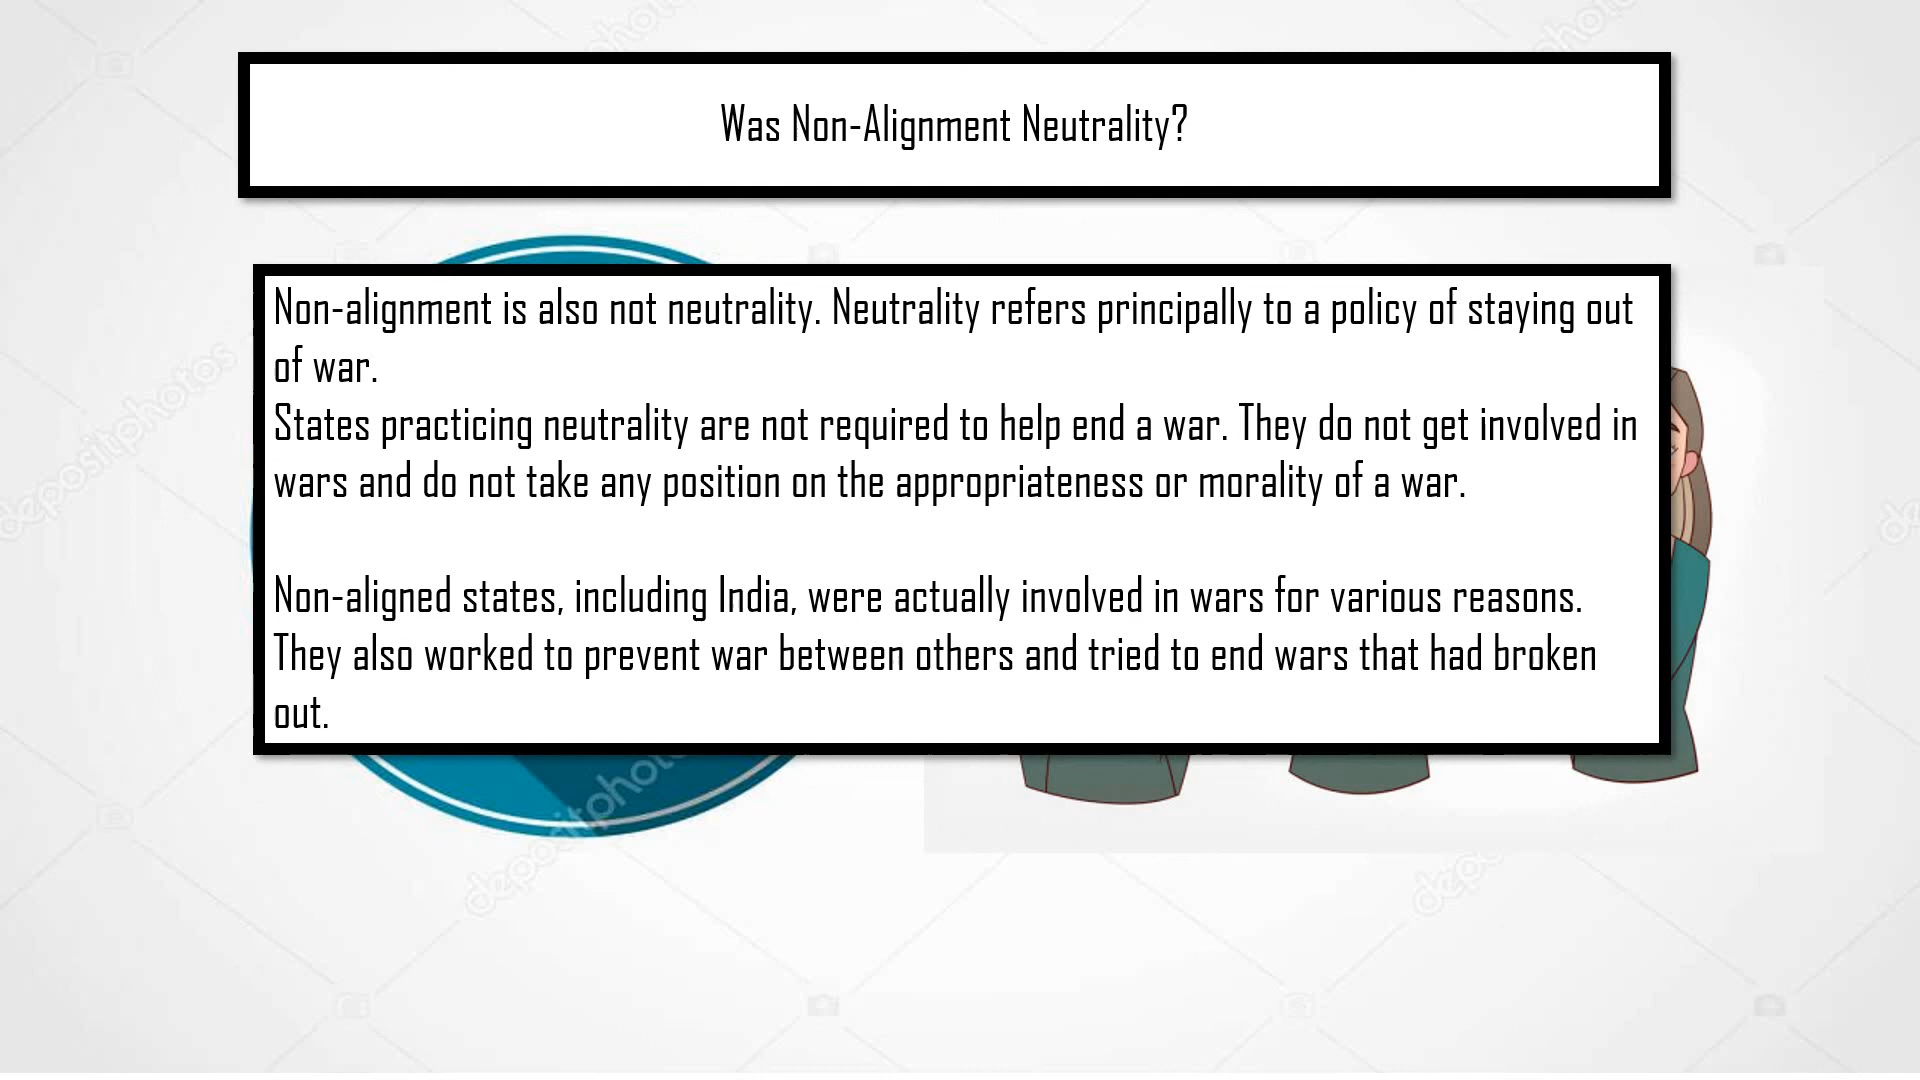 Was Non-Alignment Neutrality?
Non-alignment is also not neutrality. Neutrality refers principally to a policy of staying out
of war.
States practicing neutrality are not required to help end a war. They do not get involved in
wars and do not take any position on the appropriateness or morality of a war.
Non-aligned states, including India, were actually involved in wars for various reasons.
They also worked to prevent war between others and tried to end wars that had broken
out.
depositphotos
depositphotos